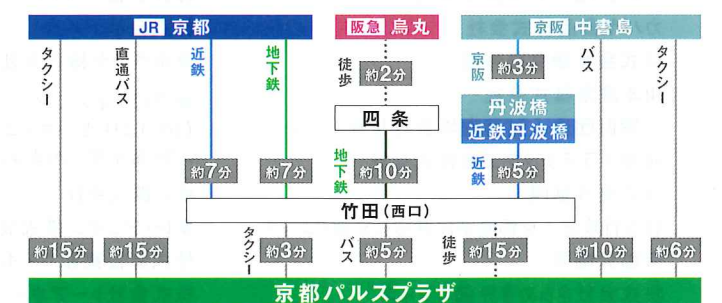 JR 京都
阪急 烏丸
京阪 中書島
タクシー
直通バス
近鉄
地下鉄
徒歩
約2分
京阪
約3分
バス
タクシー
四条
丹波橋
近鉄丹波橋
約7分
約7分
地下鉄
約10分
近鉄
約5分
竹田(西口)
約15分
約15分
タクシー
約3分
バス
約5分
徒歩
約15分
約10分
約6分
京都パルスプラザ